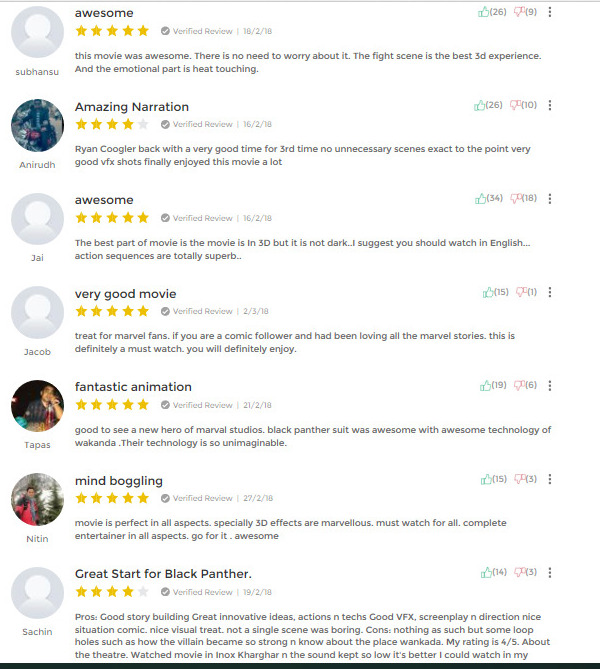 awesome
(26) (9)
Verified Review | 18/2/18
this movie was awesome. There is no need to worry about it. The fight scene is the best 3d experience.
And the emotional part is heat touching.
subhansu
Amazing Narration
(26) (10)
Verified Review | 16/2/18
Ryan Coogler back with a very good time for 3rd time no unnecessary scenes exact to the point very
good vfx shots finally enjoyed this movie a lot
Anirudh
awesome
(34) (18)
Verified Review | 16/2/18
The best part of movie is the movie is In 3D but it is not dark..I suggest you should watch in English...
action sequences are totally superb..
Jai
very good movie
(15) (1)
Verified Review | 2/3/18
treat for marvel fans. if you are a comic follower and had been loving all the marvel stories. this is
definitely a must watch. you will definitely enjoy.
Jacob
fantastic animation
(19) (6)
Verified Review | 21/2/18
good to see a new hero of marval studios. black panther suit was awesome with awesome technology of
wakanda .Their technology is so unimaginable.
Tapas
mind boggling
(15) (3)
Verified Review | 27/2/18
movie is perfect in all aspects. specially 3D effects are marvellous. must watch for all. complete
entertainer in all aspects. go for it . awesome
Nitin
Great Start for Black Panther.
(14) (3)
Verified Review | 19/2/18
Pros: Good story building Great innovative ideas, actions n techs Good VFX, screenplay n direction nice
situation comic. nice visual treat. not a single scene was boring. Cons: nothing as such but some loop
holes such as how the villain became so strong n know about the place wankada. My rating is 4/5. About
the theatre. Watched movie in Inox Kharghar n the sound kept so low it's better I could watch in my
Sachin